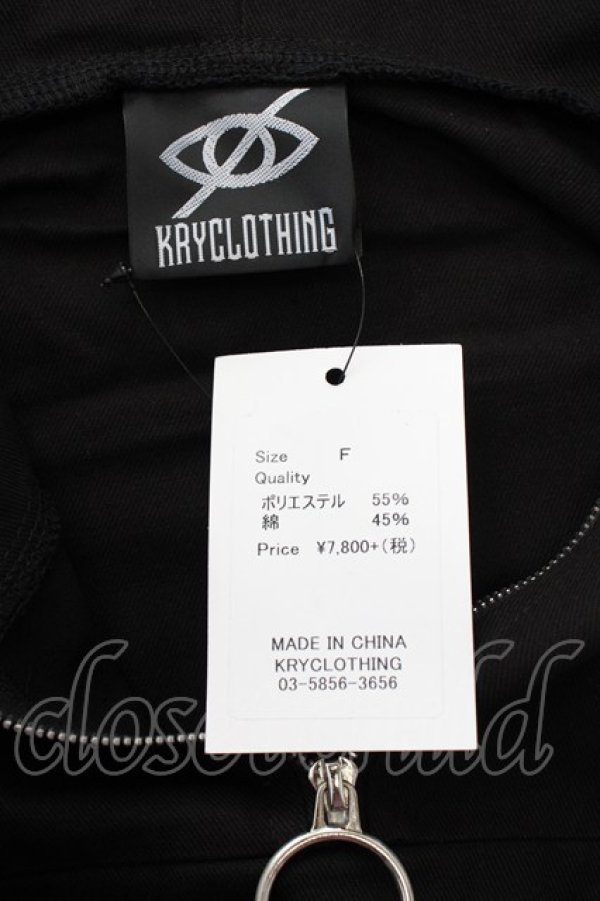 KRYCLOTHING
Size F
Quality
ポリエステル 55%
綿 45%
Price ¥7,800+(税)
MADE IN CHINA
KRYCLOTHING
03-5856-3656
closet child